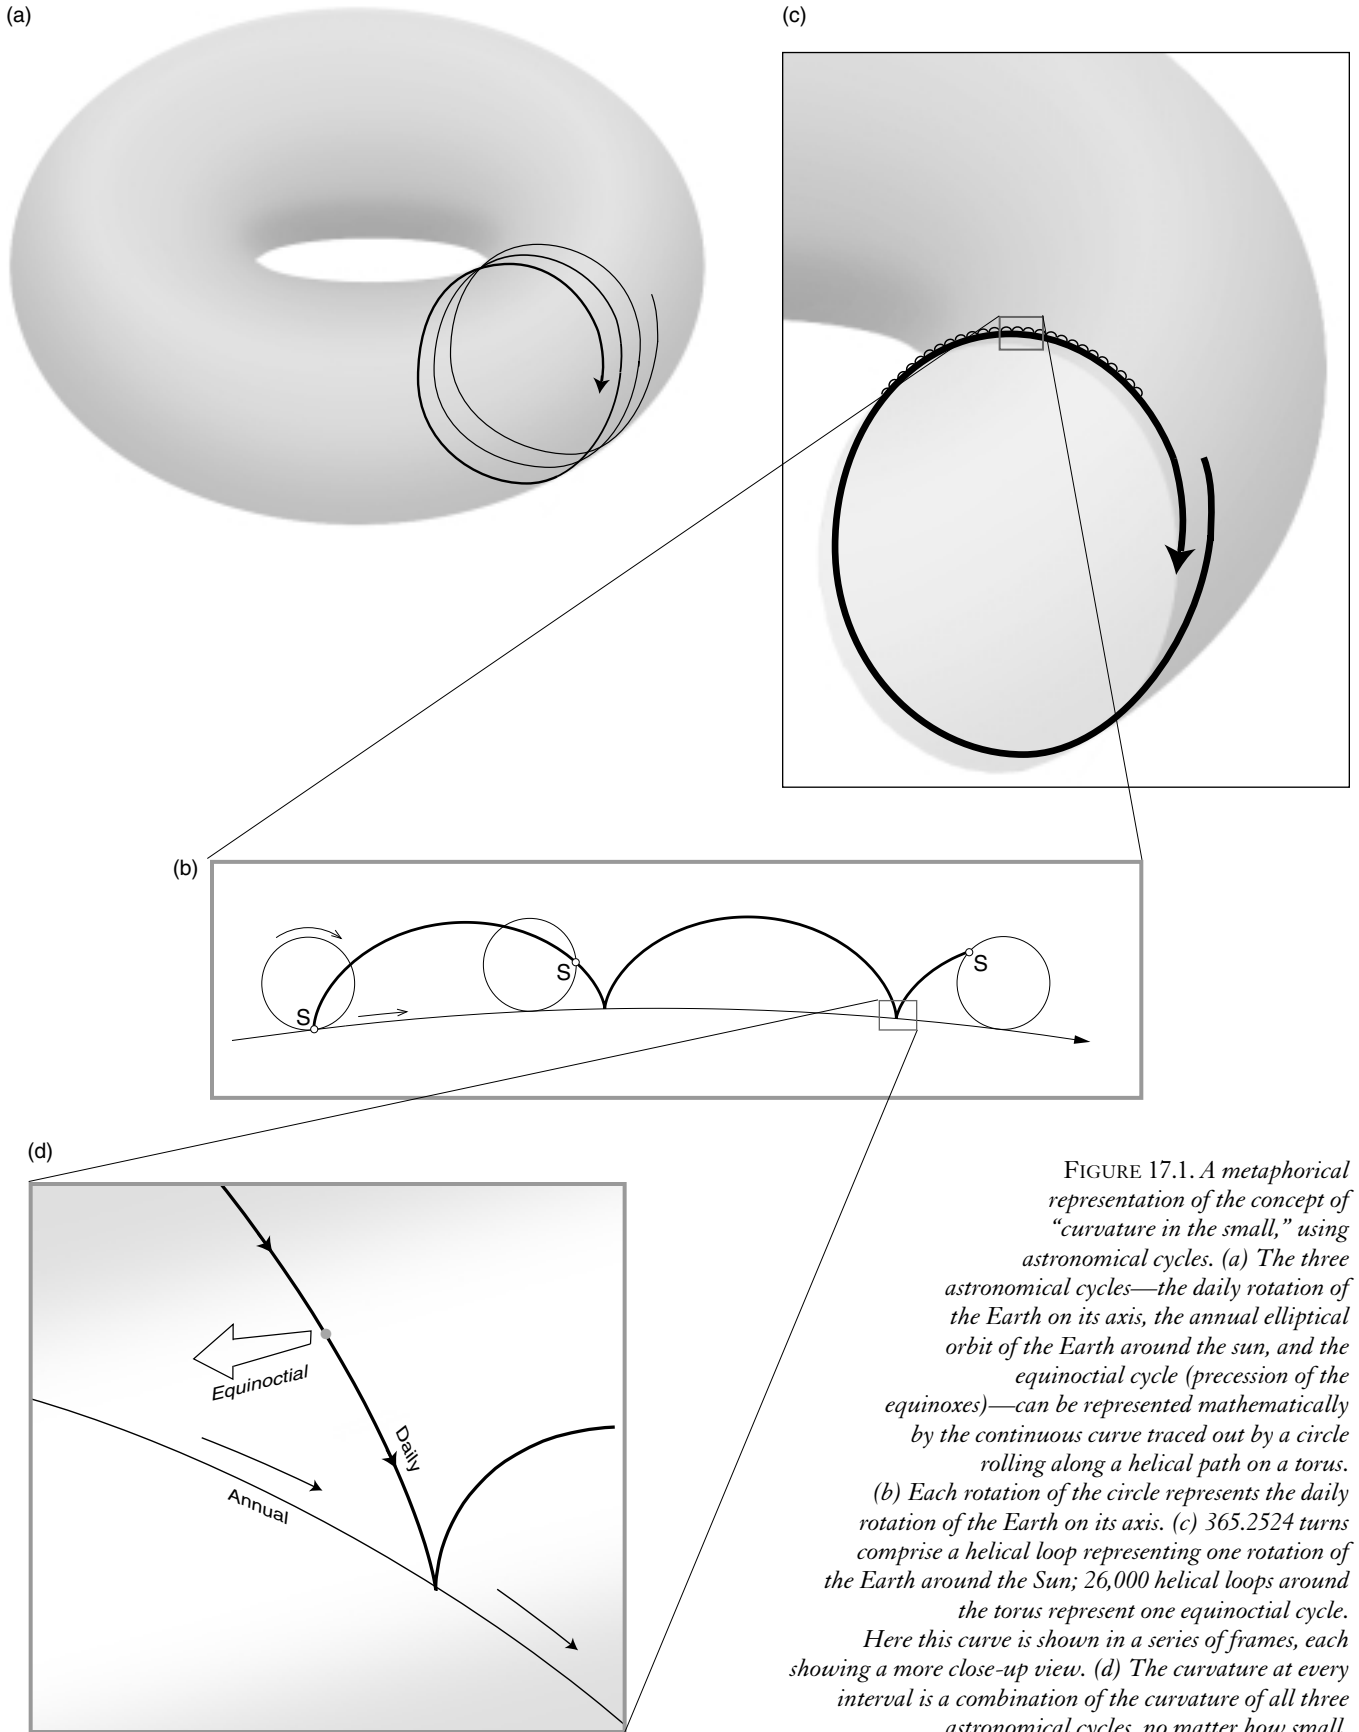 (a)
(c)
(b)
S
S
S
(d)
Equinoctial
Daily
Annual
FIGURE 17.1. A metaphorical
representation of the concept of
“curvature in the small,” using
astronomical cycles. (a) The three
astronomical cycles—the daily rotation of
the Earth on its axis, the annual elliptical
orbit of the Earth around the sun, and the
equinoctial cycle (precession of the
equinoxes)—can be represented mathematically
by the continuous curve traced out by a circle
rolling along a helical path on a torus.
(b) Each rotation of the circle represents the daily
rotation of the Earth on its axis. (c) 365.2524 turns
comprise a helical loop representing one rotation of
the Earth around the Sun; 26,000 helical loops around
the torus represent one equinoctial cycle.
Here this curve is shown in a series of frames, each
showing a more close-up view. (d) The curvature at every
interval is a combination of the curvature of all three
astronomical cycles, no matter how small.